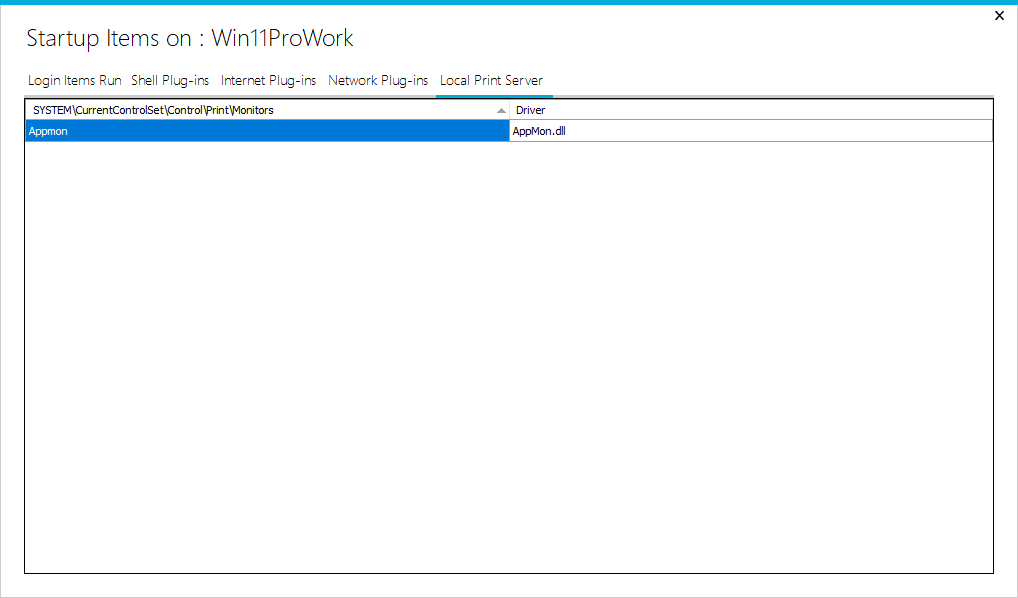 Startup Items on : Win11ProWork
Login Items Run Shell Plug-ins Internet Plug-ins Network Plug-ins Local Print Server
SYSTEM\CurrentControlSet\Control\Print\Monitors Driver
Appmon AppMon.dll